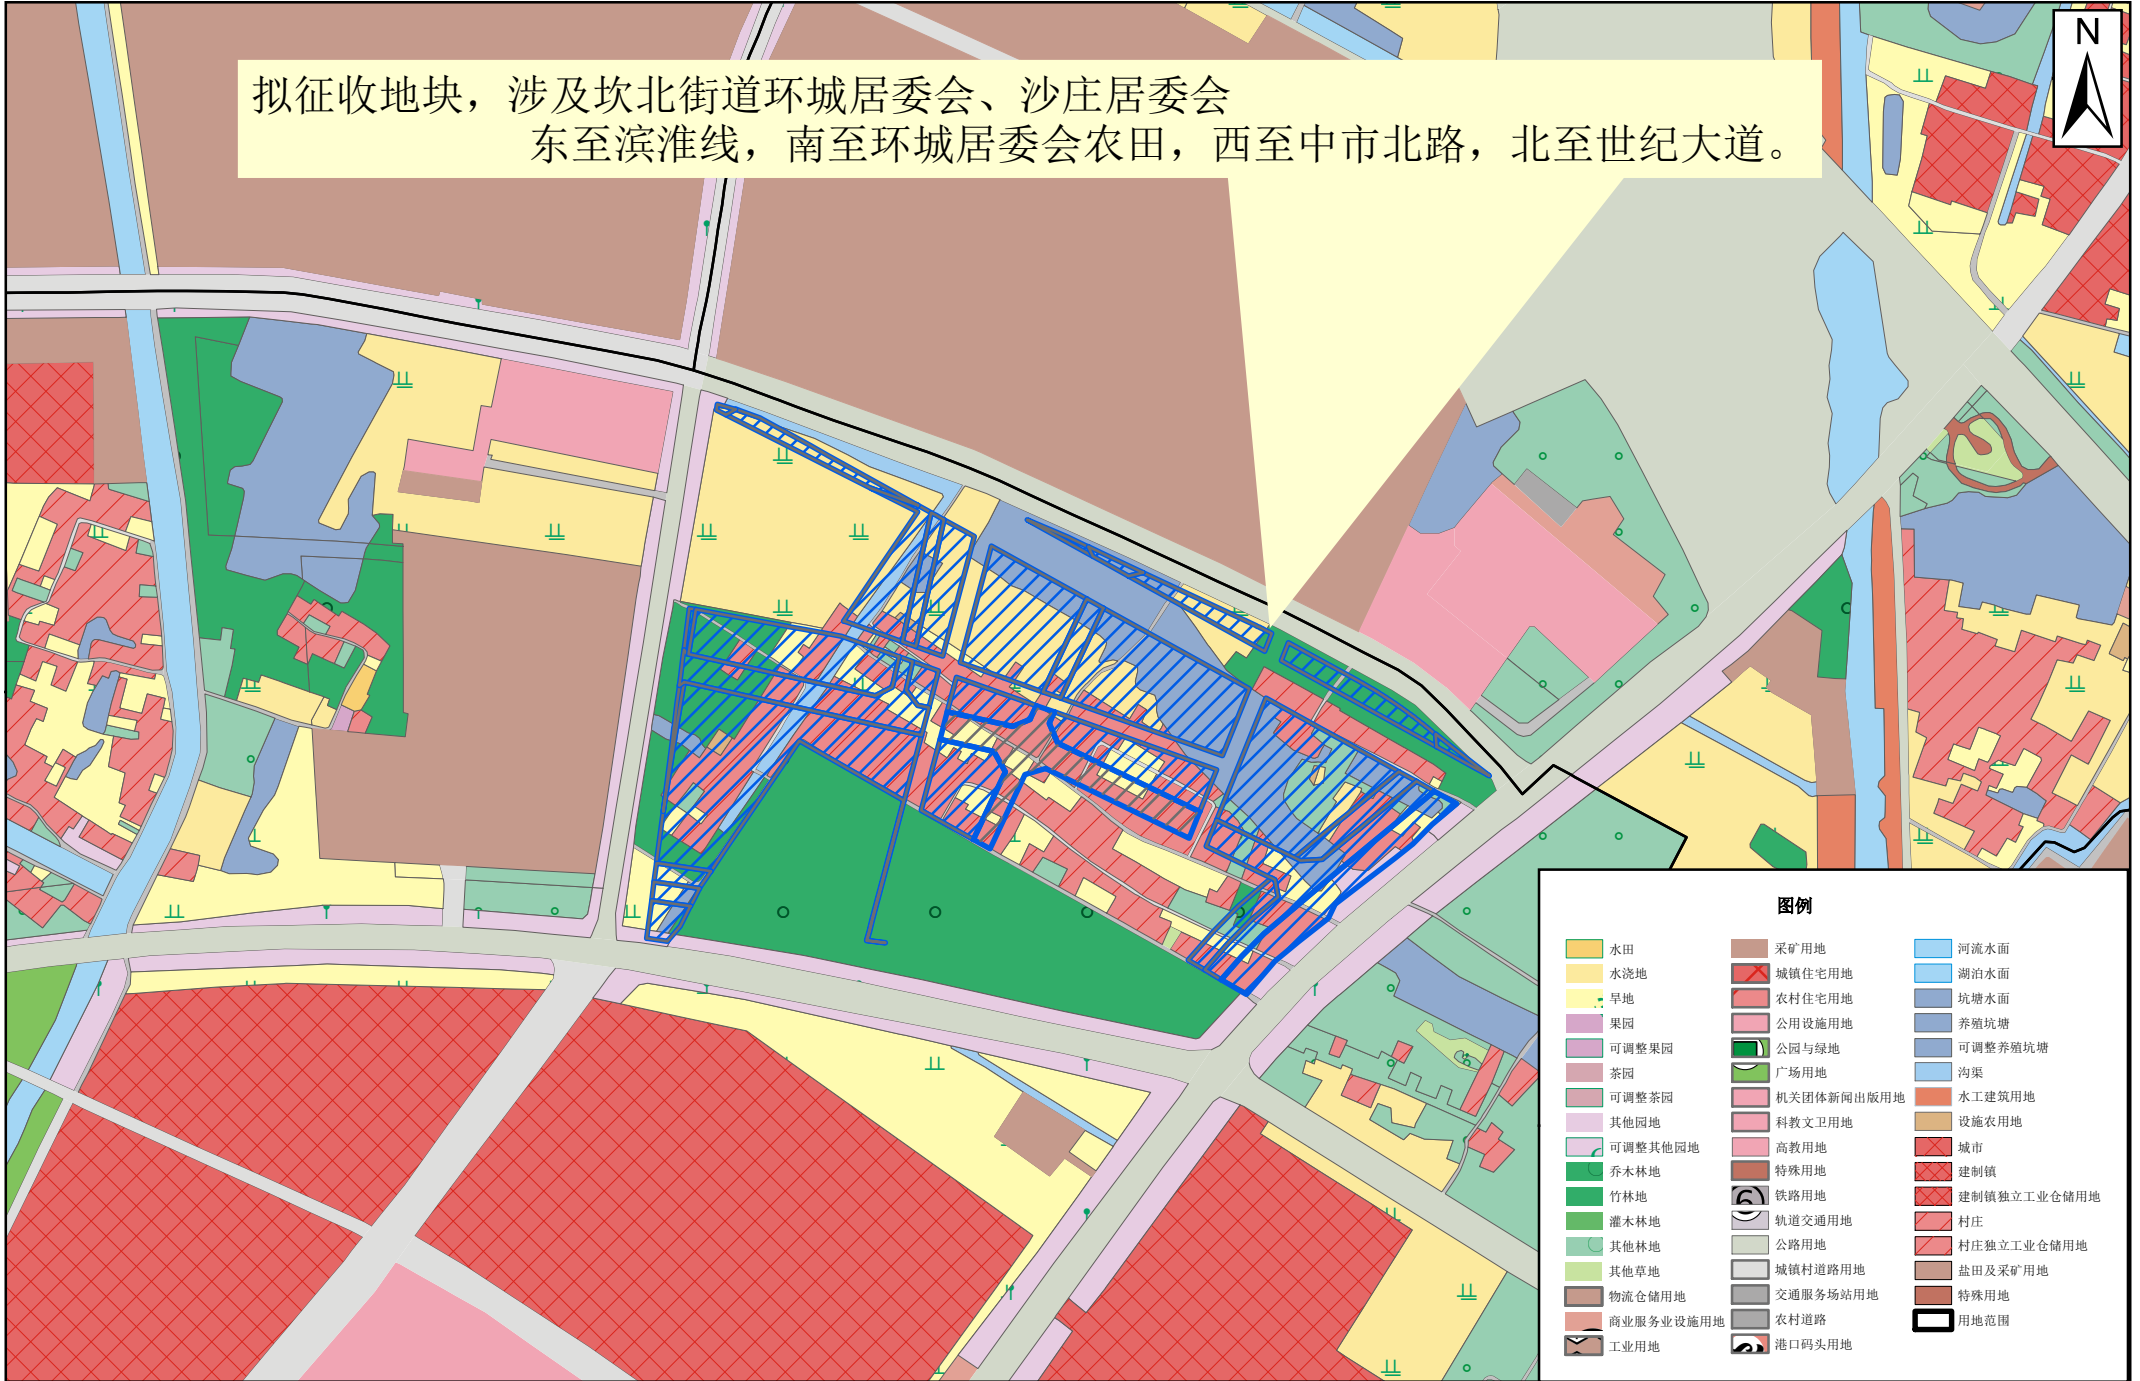 拟征收地块，涉及坎北街道环城居委会、沙庄居委会
东至滨淮线，南至环城居委会农田，西至中市北路，北至世纪大道。
N
图例
水田
水浇地
旱地
果园
可调整果园
茶园
可调整茶园
其他园地
可调整其他园地
乔木林地
竹林地
灌木林地
其他林地
其他草地
物流仓储用地
商业服务业设施用地
工业用地
采矿用地
城镇住宅用地
农村住宅用地
公用设施用地
公园与绿地
广场用地
机关团体新闻出版用地
科教文卫用地
高教用地
特殊用地
铁路用地
轨道交通用地
公路用地
城镇村道路用地
交通服务场站用地
农村道路
港口码头用地
河流水面
湖泊水面
坑塘水面
养殖坑塘
可调整养殖坑塘
沟渠
水工建筑用地
设施农用地
城市
建制镇
建制镇独立工业仓储用地
村庄
村庄独立工业仓储用地
盐田及采矿用地
特殊用地
用地范围